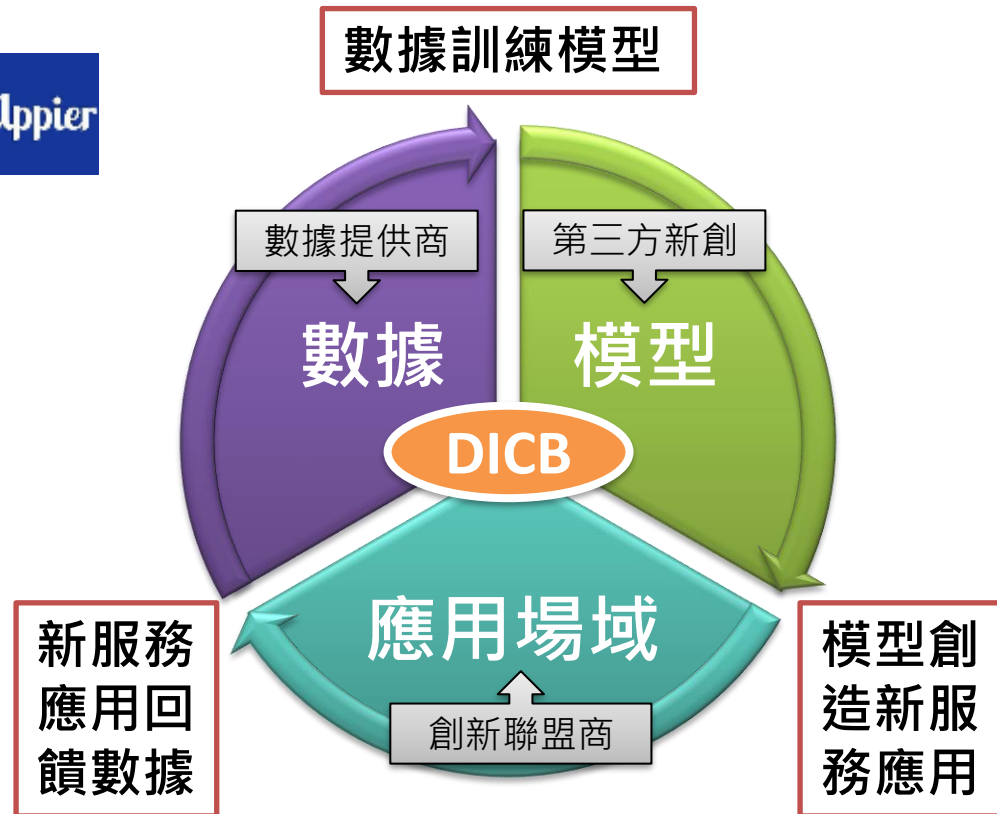 數據訓練模型
Appier
數據提供商
第三方新創
數據
模型
DICB
應用場域
創新聯盟商
新服務
應用回
饋數據
模型創
造新服
務應用